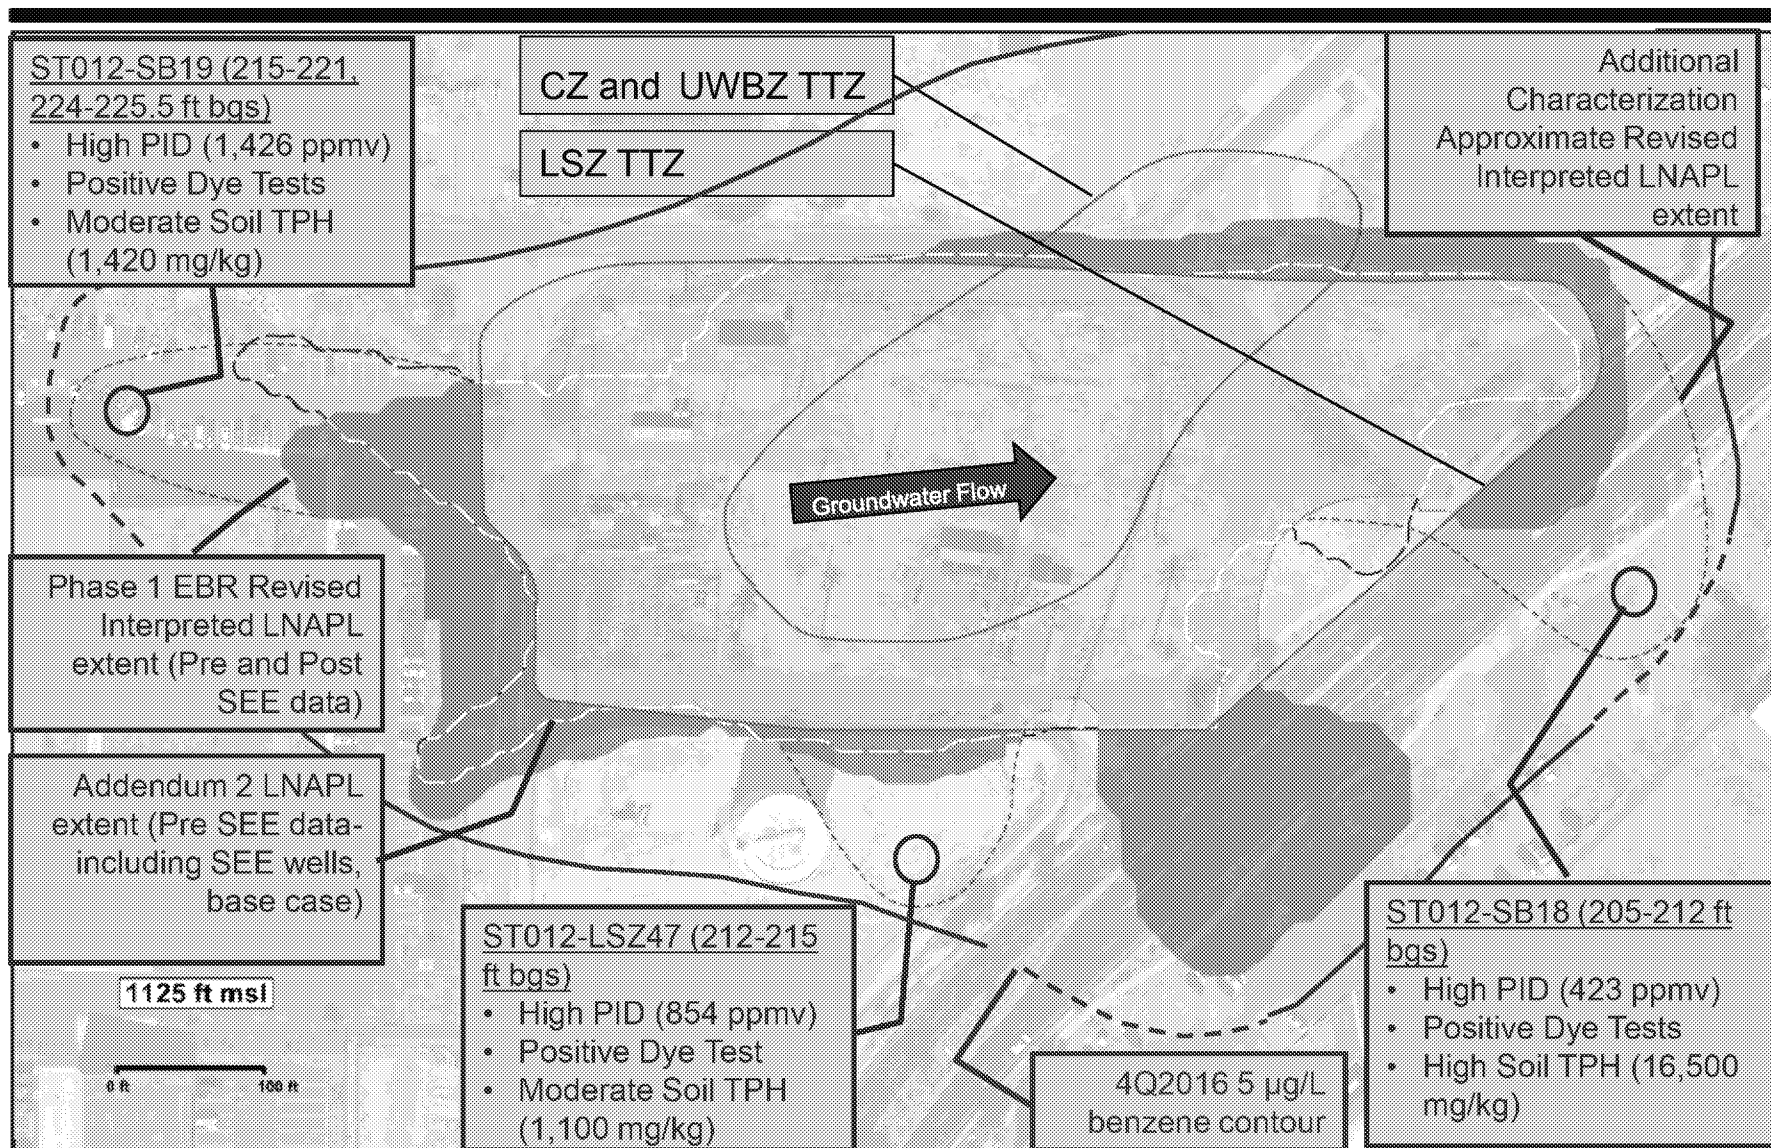 ST012-SB19 (215-221,
224-225.5 ft bgs)
• High PID (1,426 ppmv)
• Positive Dye Tests
• Moderate Soil TPH
(1,420 mg/kg)
CZ and UWBZ TTZ
LSZ TTZ
Additional
Characterization
Approximate Revised
Interpreted LNAPL
extent
Groundwater Flow
Phase 1 EBR Revised
Interpreted LNAPL
extent (Pre and Post
SEE data)
Addendum 2 LNAPL
extent (Pre SEE data-
including SEE wells,
base case)
1125 ft msl
0 ft 100 ft
ST012-LSZ47 (212-215
ft bgs)
• High PID (854 ppmv)
• Positive Dye Test
• Moderate Soil TPH
(1,100 mg/kg)
4Q2016 5 µg/L
benzene contour
ST012-SB18 (205-212 ft
bgs)
• High PID (423 ppmv)
• Positive Dye Tests
• High Soil TPH (16,500
mg/kg)